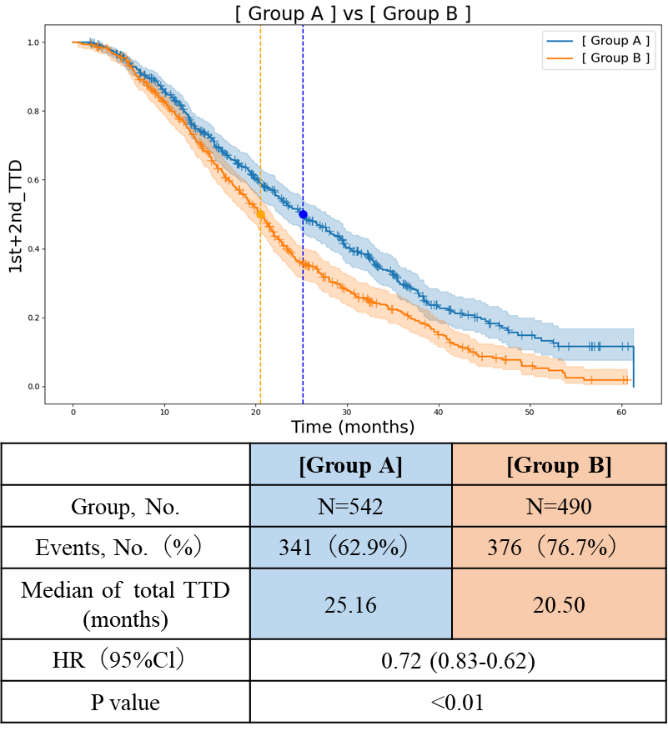 [ Group A ] vs [ Group B ]
[ Group A ]
[ Group B ]
1st+2nd_TTD
1.0
0.8
0.6
0.4
0.2
0.0
0 10 20 30 40 50 60
Time (months)
[Group A] [Group B]
Group, No. N=542 N=490
Events, No.（%） 341（62.9%） 376（76.7%）
Median of total TTD
(months) 25.16 20.50
HR（95%Cl） 0.72 (0.83-0.62)
P value <0.01